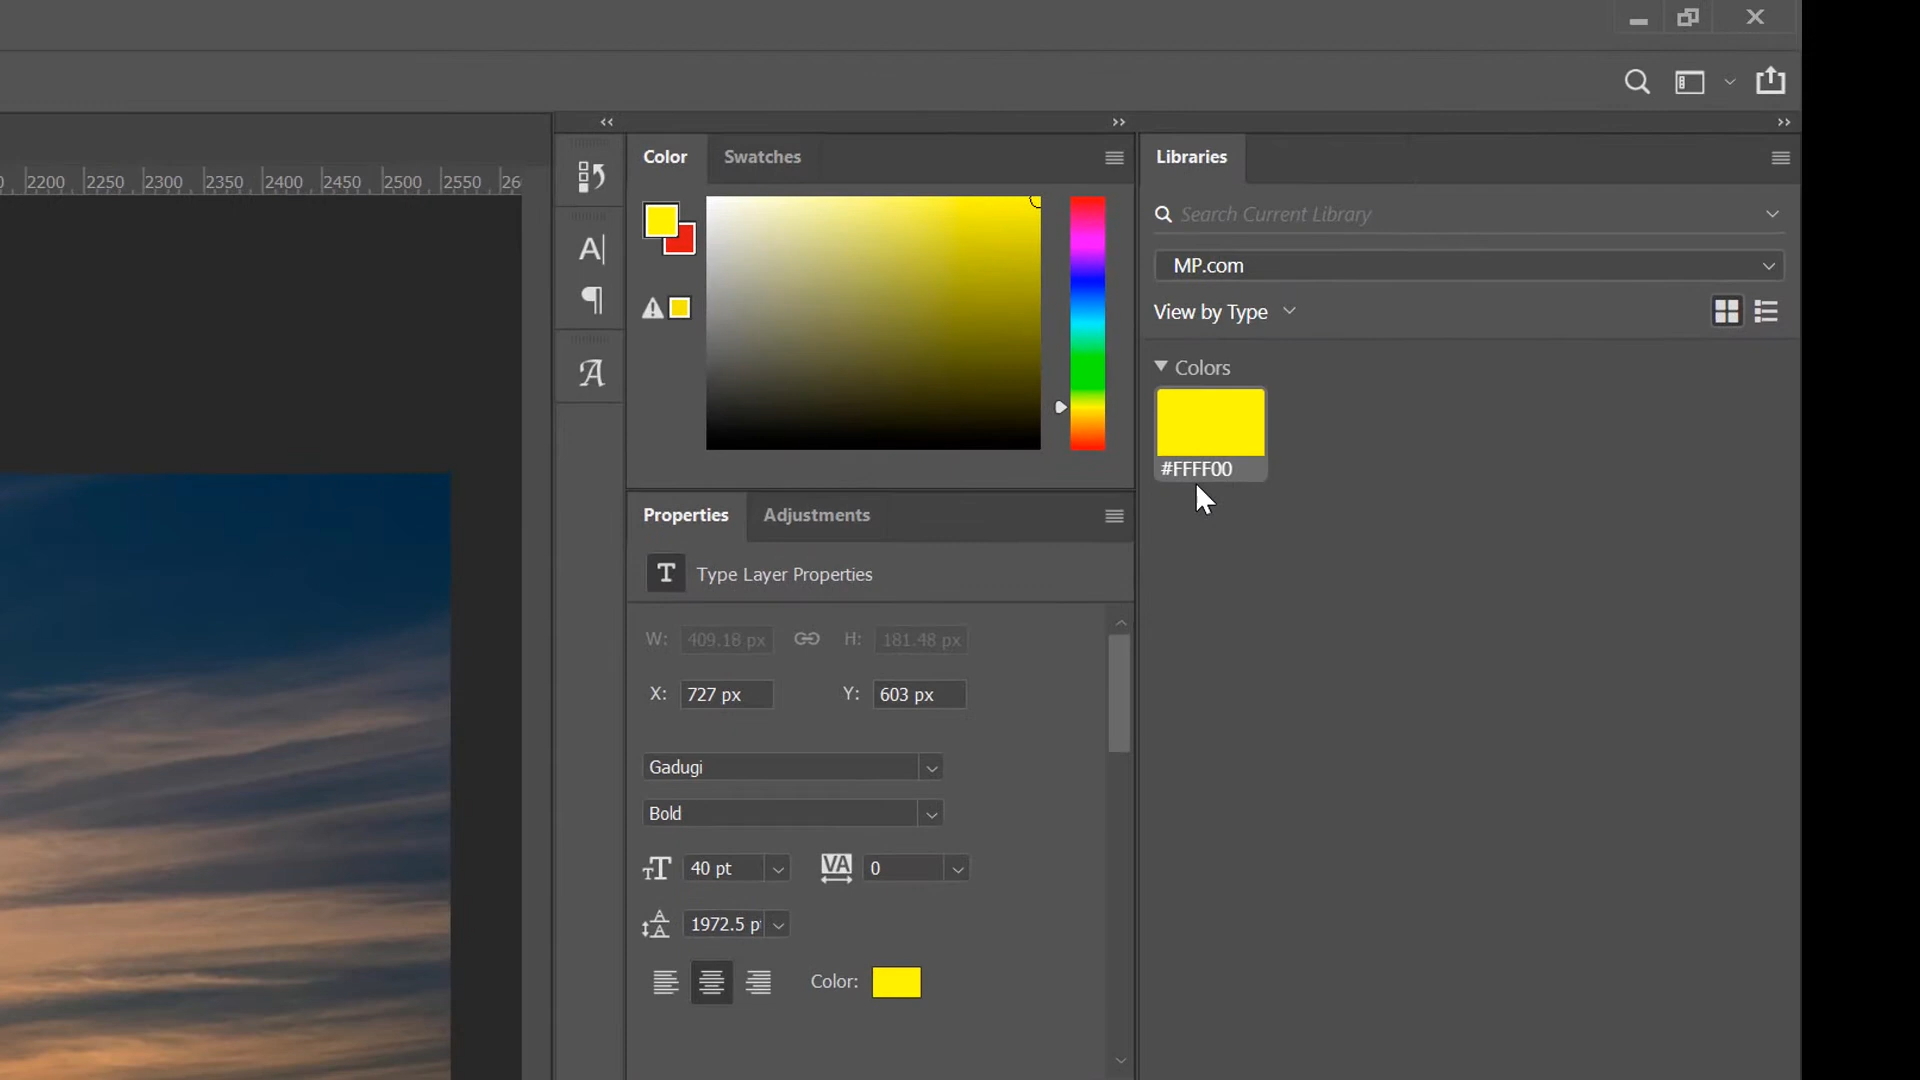 2200 2250 2300 2350 2400 2450 2500 2550
Color Swatches
Properties Adjustments
Type Layer Properties
W: 409.18 px H: 181.48 px
X: 727 px Y: 603 px
Gadugi
Bold
40 pt VA 0
1972.5 p
Color:
Libraries
Search Current Library
MP.com
View by Type
Colors
#FFFF00